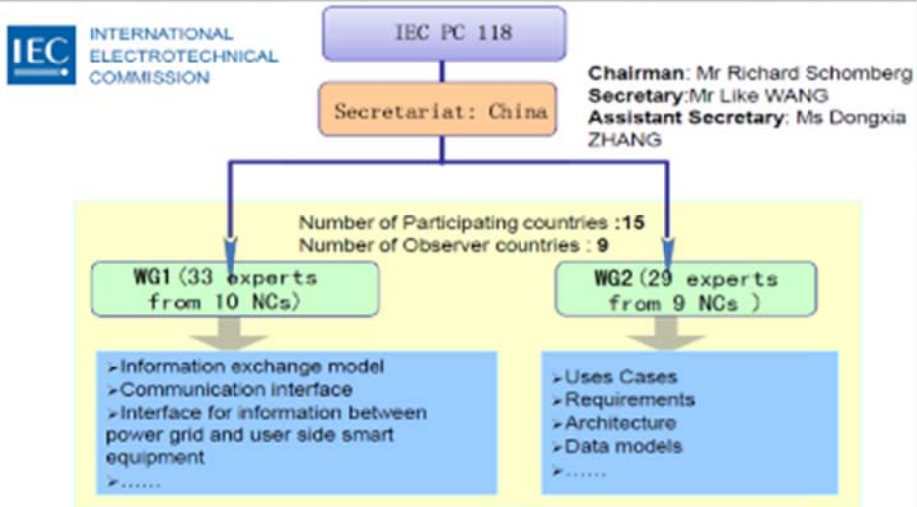 IEC
INTERNATIONAL
ELECTROTECHNICAL
COMMISSION
IEC PC 118
Secretariat: China
Chairman: Mr Richard Schomberg
Secretary:Mr Like WANG
Assistant Secretary: Ms Dongxia
ZHANG
Number of Participating countries :15
Number of Observer countries : 9
WG1(33 experts
from 10 NCs)
WG2(29 experts
from 9 NCs )
➢Information exchange model
➢Communication interface
➢Interface for information between
power grid and user side smart
equipment
➢......
➢Uses Cases
➢Requirements
➢Architecture
➢Data models
➢......